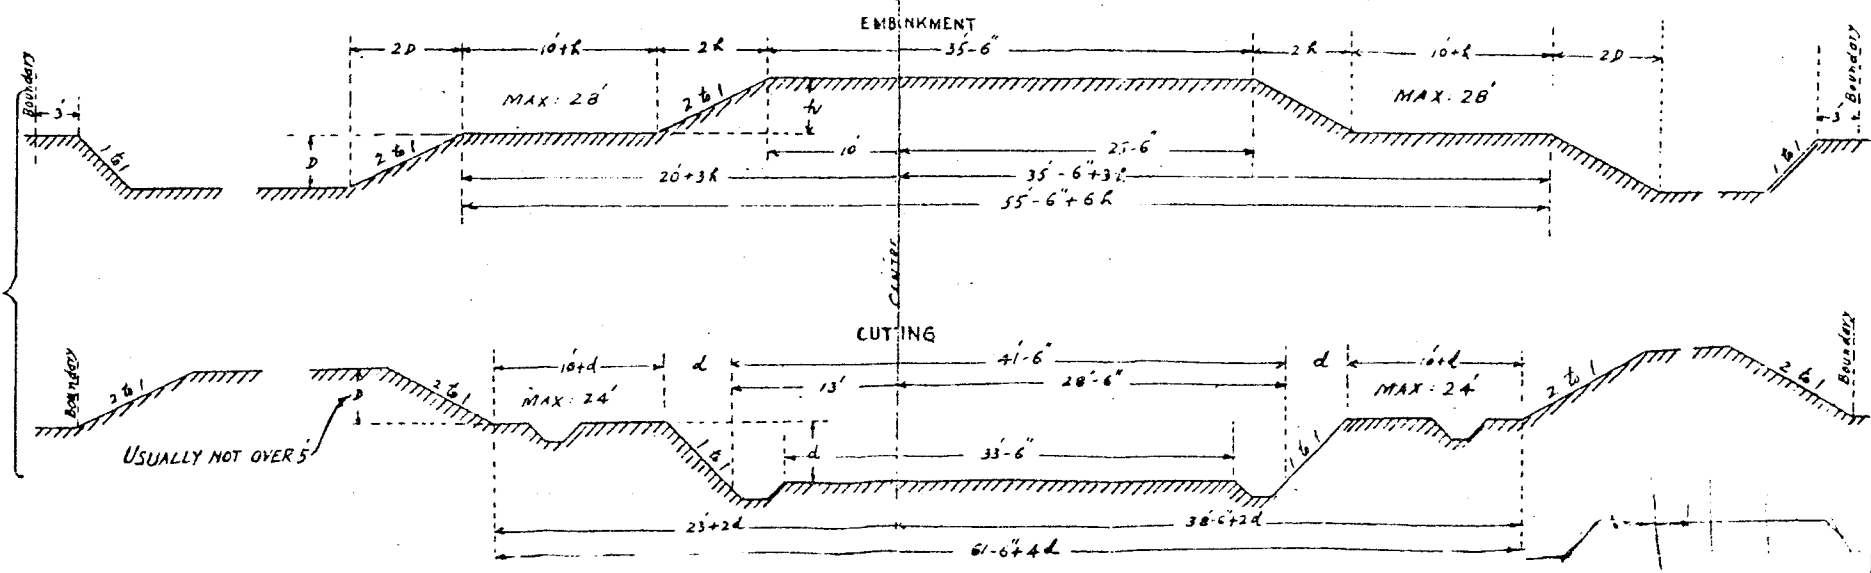 EMBINKMENT
2D 10'+h 2h 35'-6" 2h 10'+h 2D
Boundary 3' MAX: 28' 2 to 1 h MAX: 28' 3' Boundary
1 to 1 D 2 to 1 10' 25-6" 1 to 1
20'+3h 35'-6"+3h
55'-6"+6h
CENTRE
CUTTING
10'+d d 41'-6" d 10'+d
Boundary 2 to 1 D 2 to 1 MAX: 24' 13' 28'-6" MAX: 24' 2 to 1 2 to 1 Boundary
USUALLY NOT OVER 5' 1 to 1 d 33'-6" 1 to 1
23'+2d 38'-6"+2d
61-6"+4d